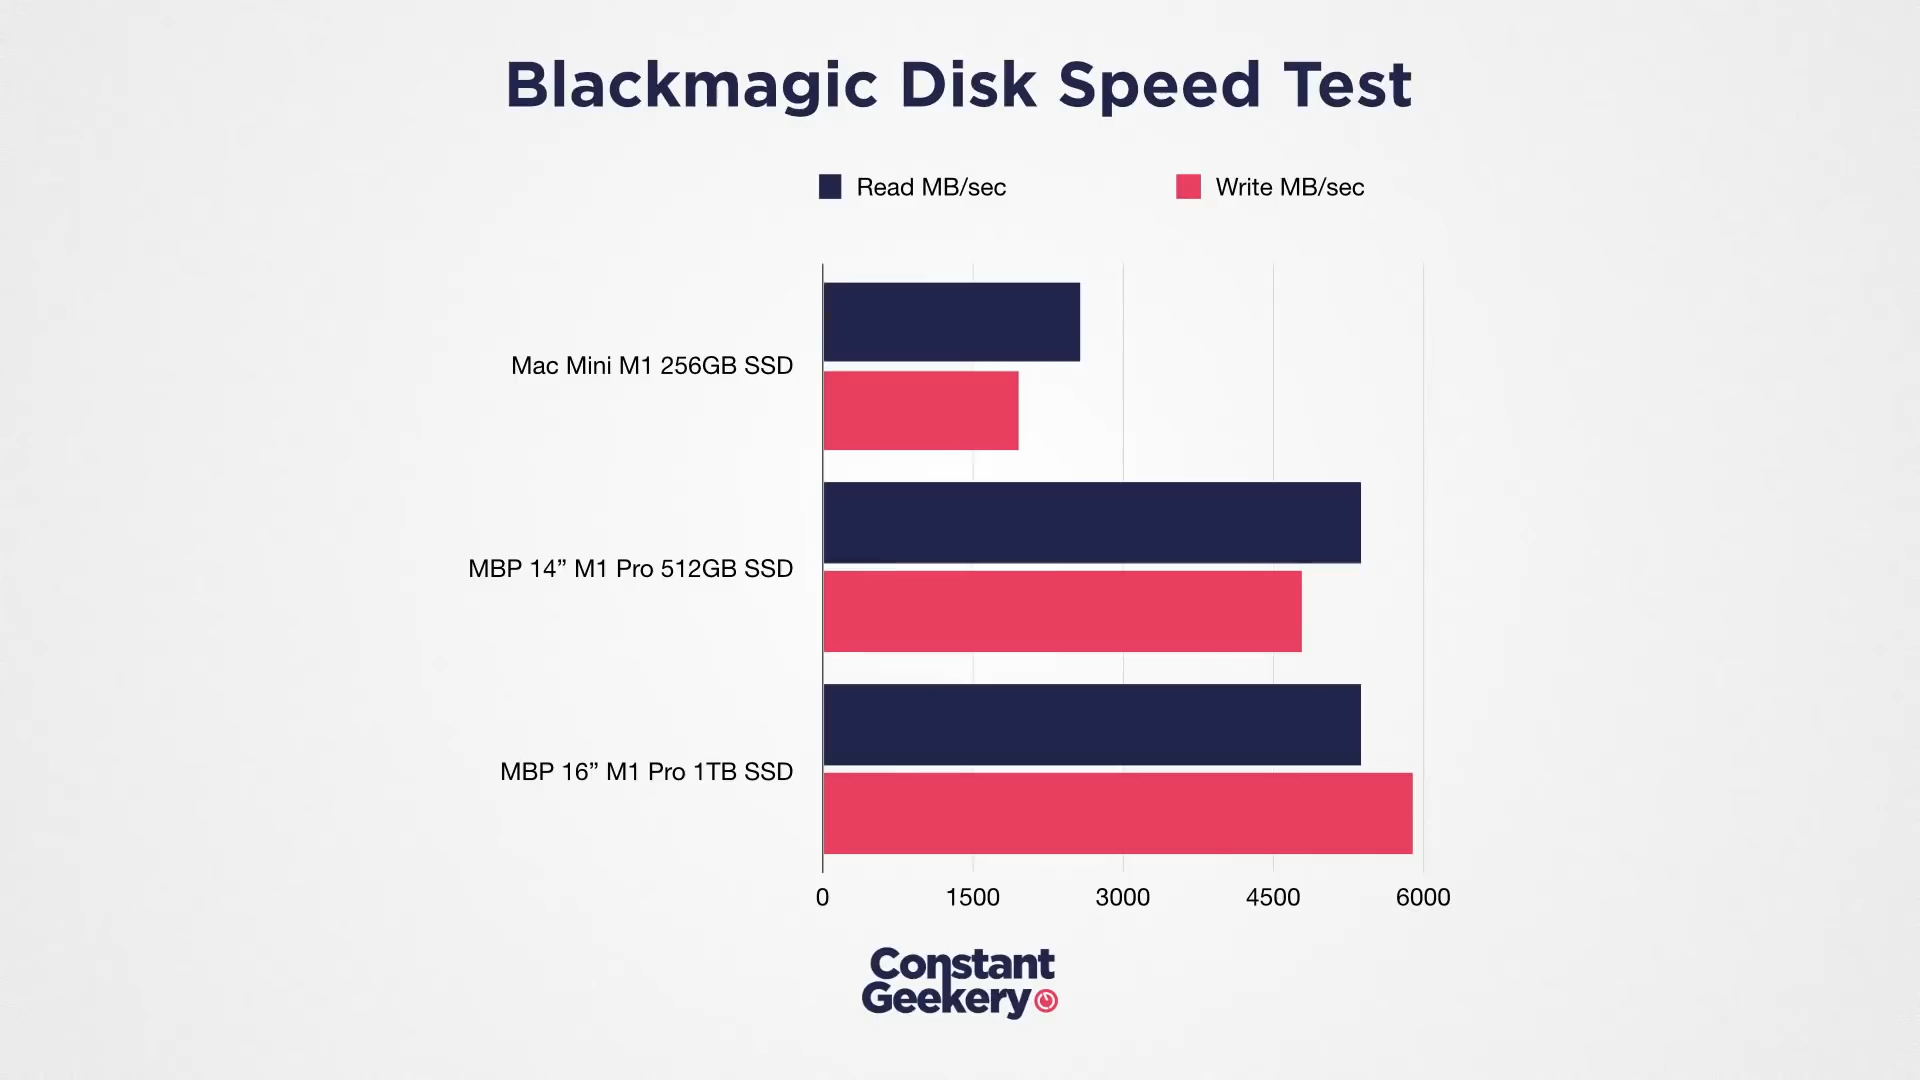 Blackmagic Disk Speed Test
Read MB/sec
Write MB/sec
Mac Mini M1 256GB SSD
MBP 14” M1 Pro 512GB SSD
MBP 16” M1 Pro 1TB SSD
0 1500 3000 4500 6000
Constant
Geekery